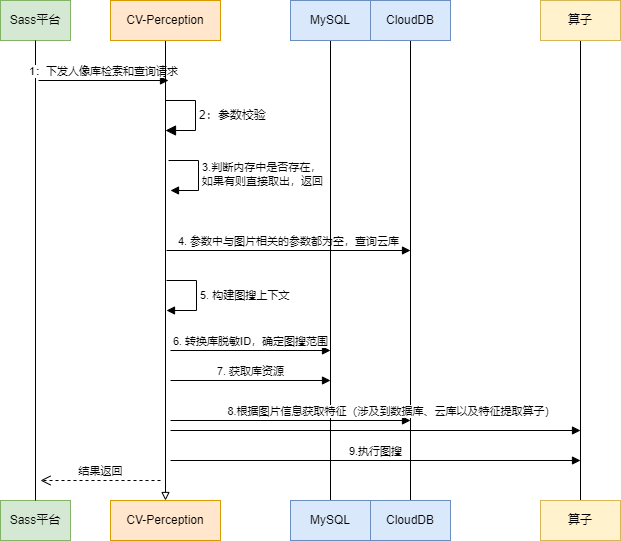 Sass平台
CV-Perception
MySQL
CloudDB
算子
1：下发人像库检索和查询请求
2：参数校验
3.判断内存中是否存在，
如果有则直接取出，返回
4. 参数中与图片相关的参数都为空，查询云库
5. 构建图搜上下文
6. 转换库脱敏ID，确定图搜范围
7. 获取库资源
8.根据图片信息获取特征（涉及到数据库、云库以及特征提取算子）
9.执行图搜
结果返回
Sass平台
CV-Perception
MySQL
CloudDB
算子